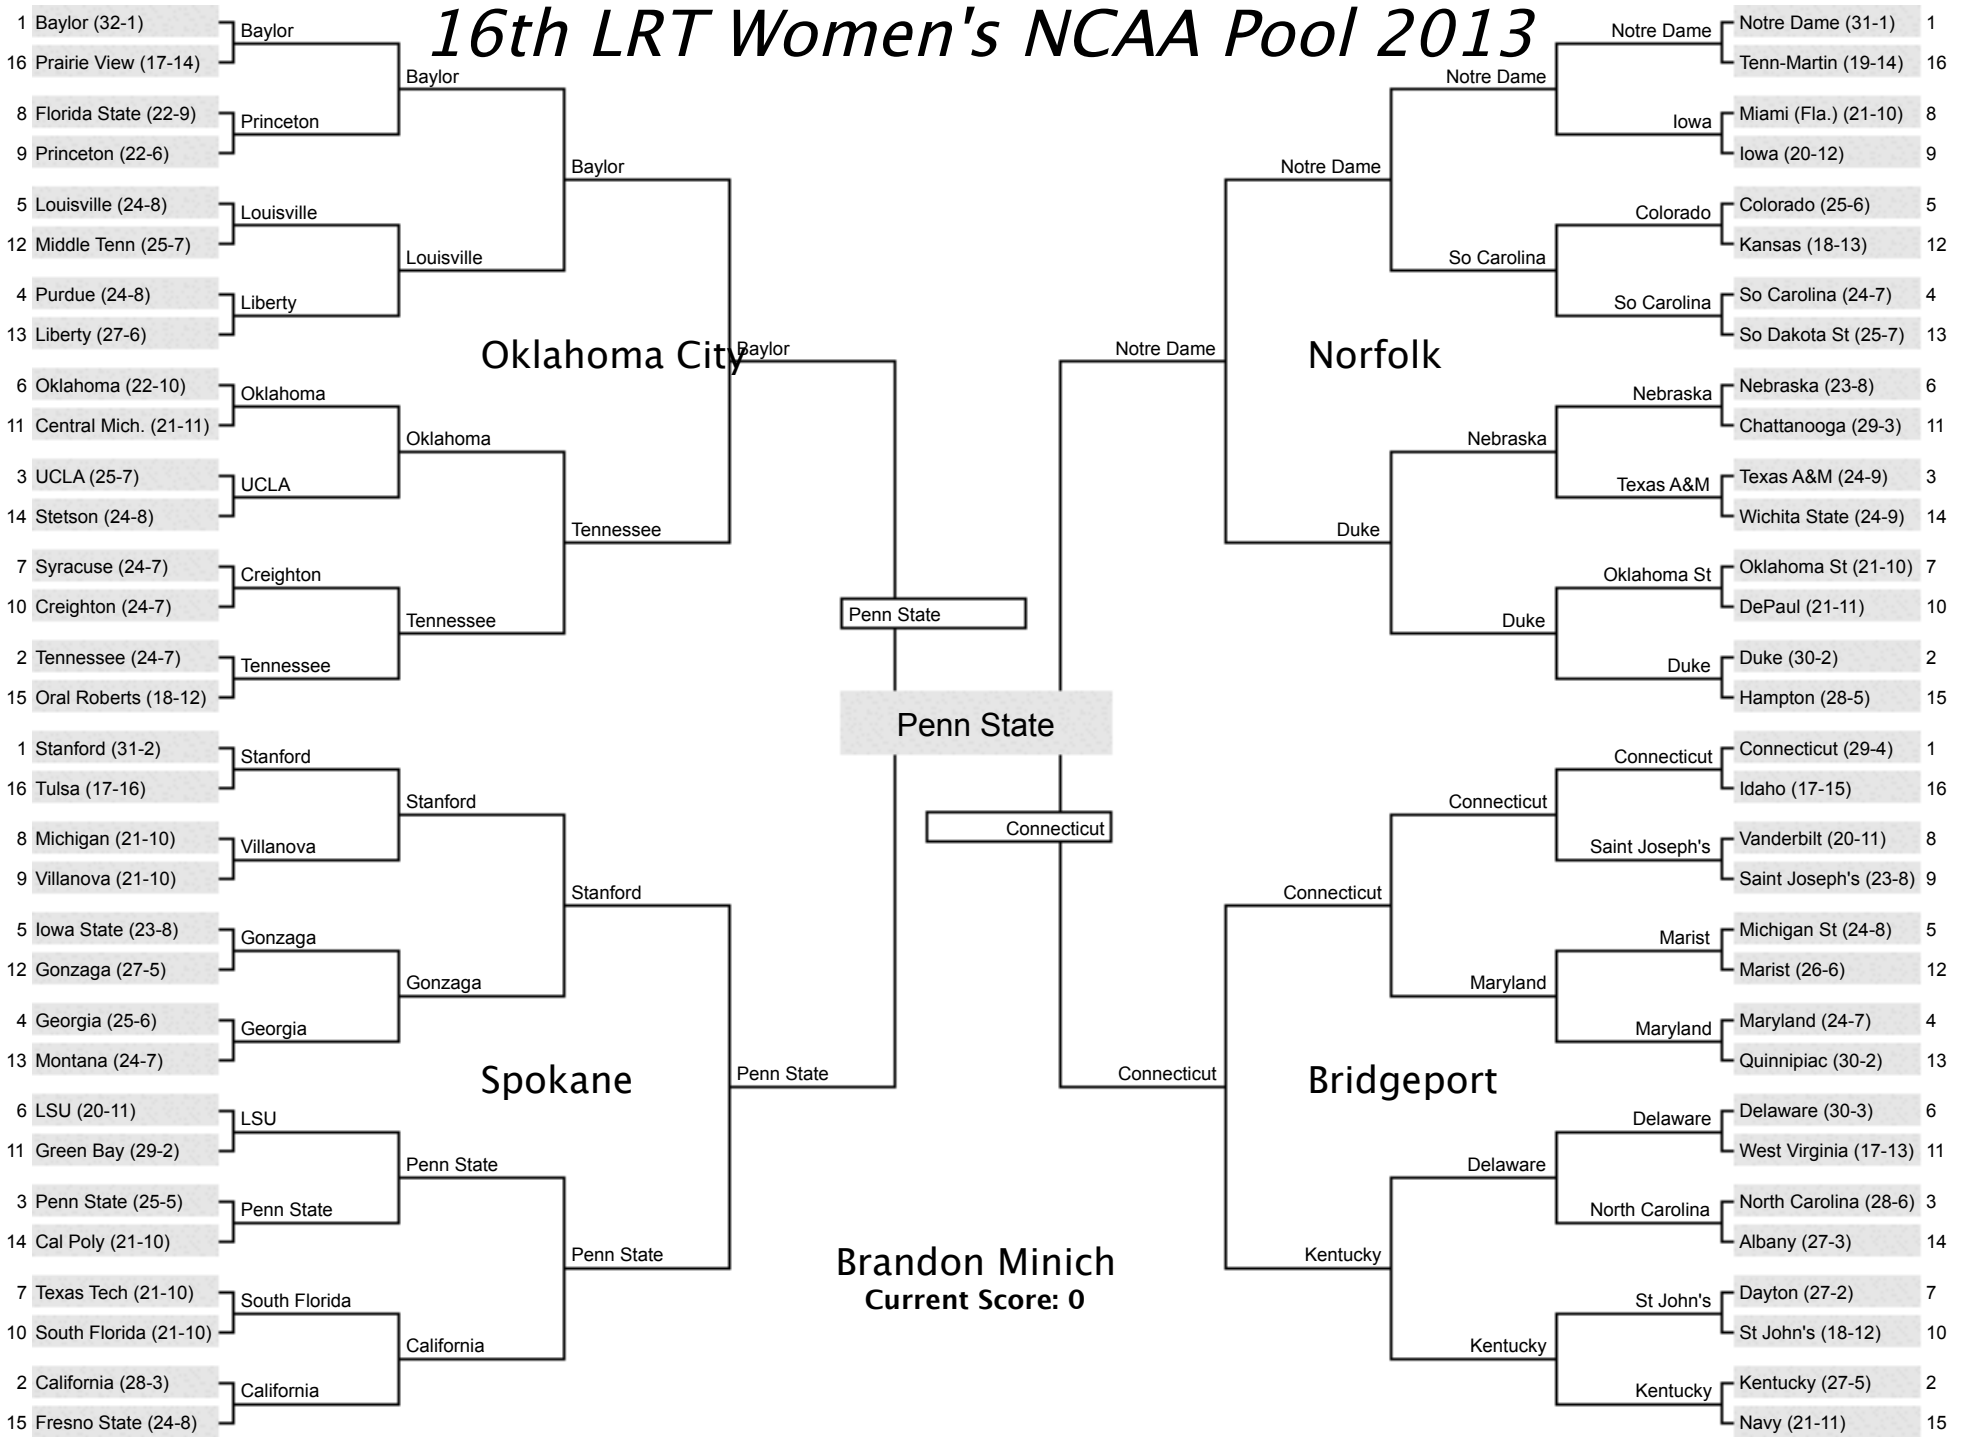 16th LRT Women's NCAA Pool 2013
1 Baylor (32-1)
16 Prairie View (17-14)
8 Florida State (22-9)
9 Princeton (22-6)
5 Louisville (24-8)
12 Middle Tenn (25-7)
4 Purdue (24-8)
13 Liberty (27-6)
6 Oklahoma (22-10)
11 Central Mich. (21-11)
3 UCLA (25-7)
14 Stetson (24-8)
7 Syracuse (24-7)
10 Creighton (24-7)
2 Tennessee (24-7)
15 Oral Roberts (18-12)
1 Stanford (31-2)
16 Tulsa (17-16)
8 Michigan (21-10)
9 Villanova (21-10)
5 Iowa State (23-8)
12 Gonzaga (27-5)
4 Georgia (25-6)
13 Montana (24-7)
6 LSU (20-11)
11 Green Bay (29-2)
3 Penn State (25-5)
14 Cal Poly (21-10)
7 Texas Tech (21-10)
10 South Florida (21-10)
2 California (28-3)
15 Fresno State (24-8)
Baylor
Princeton
Louisville
Liberty
Oklahoma
UCLA
Creighton
Tennessee
Stanford
Villanova
Gonzaga
Georgia
LSU
Penn State
South Florida
California
Baylor
Louisville
Oklahoma
Tennessee
Stanford
Gonzaga
Penn State
California
Baylor
Tennessee
Stanford
Penn State
Oklahoma City
Spokane
Baylor
Penn State
Penn State
Penn State
Connecticut
Brandon Minich
Current Score: 0
Notre Dame
Connecticut
Norfolk
Bridgeport
Notre Dame
Duke
Connecticut
Kentucky
Notre Dame
So Carolina
Nebraska
Duke
Connecticut
Maryland
Delaware
Kentucky
Notre Dame
Iowa
Colorado
So Carolina
Nebraska
Texas A&M
Oklahoma St
Duke
Connecticut
Saint Joseph's
Marist
Maryland
Delaware
North Carolina
St John's
Kentucky
Notre Dame (31-1) 1
Tenn-Martin (19-14) 16
Miami (Fla.) (21-10) 8
Iowa (20-12) 9
Colorado (25-6) 5
Kansas (18-13) 12
So Carolina (24-7) 4
So Dakota St (25-7) 13
Nebraska (23-8) 6
Chattanooga (29-3) 11
Texas A&M (24-9) 3
Wichita State (24-9) 14
Oklahoma St (21-10) 7
DePaul (21-11) 10
Duke (30-2) 2
Hampton (28-5) 15
Connecticut (29-4) 1
Idaho (17-15) 16
Vanderbilt (20-11) 8
Saint Joseph's (23-8) 9
Michigan St (24-8) 5
Marist (26-6) 12
Maryland (24-7) 4
Quinnipiac (30-2) 13
Delaware (30-3) 6
West Virginia (17-13) 11
North Carolina (28-6) 3
Albany (27-3) 14
Dayton (27-2) 7
St John's (18-12) 10
Kentucky (27-5) 2
Navy (21-11) 15